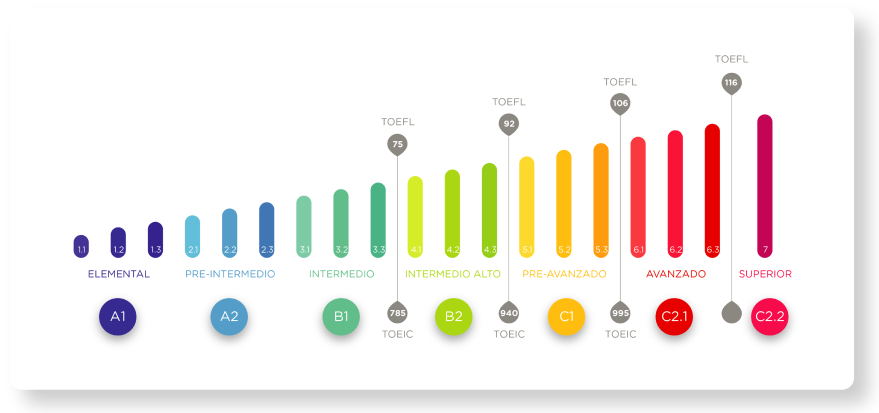 TOEFL
116
TOEFL
106
TOEFL
92
TOEFL
75
1.1 1.2 1.3 2.1 2.2 2.3 3.1 3.2 3.3 4.1 4.2 4.3 5.1 5.2 5.3 6.1 6.2 6.3 7
ELEMENTAL PRE-INTERMEDIO INTERMEDIO INTERMEDIO ALTO PRE-AVANZADO AVANZADO SUPERIOR
A1 A2 B1 785 B2 940 C1 995 C2.1 C2.2
TOEIC TOEIC TOEIC